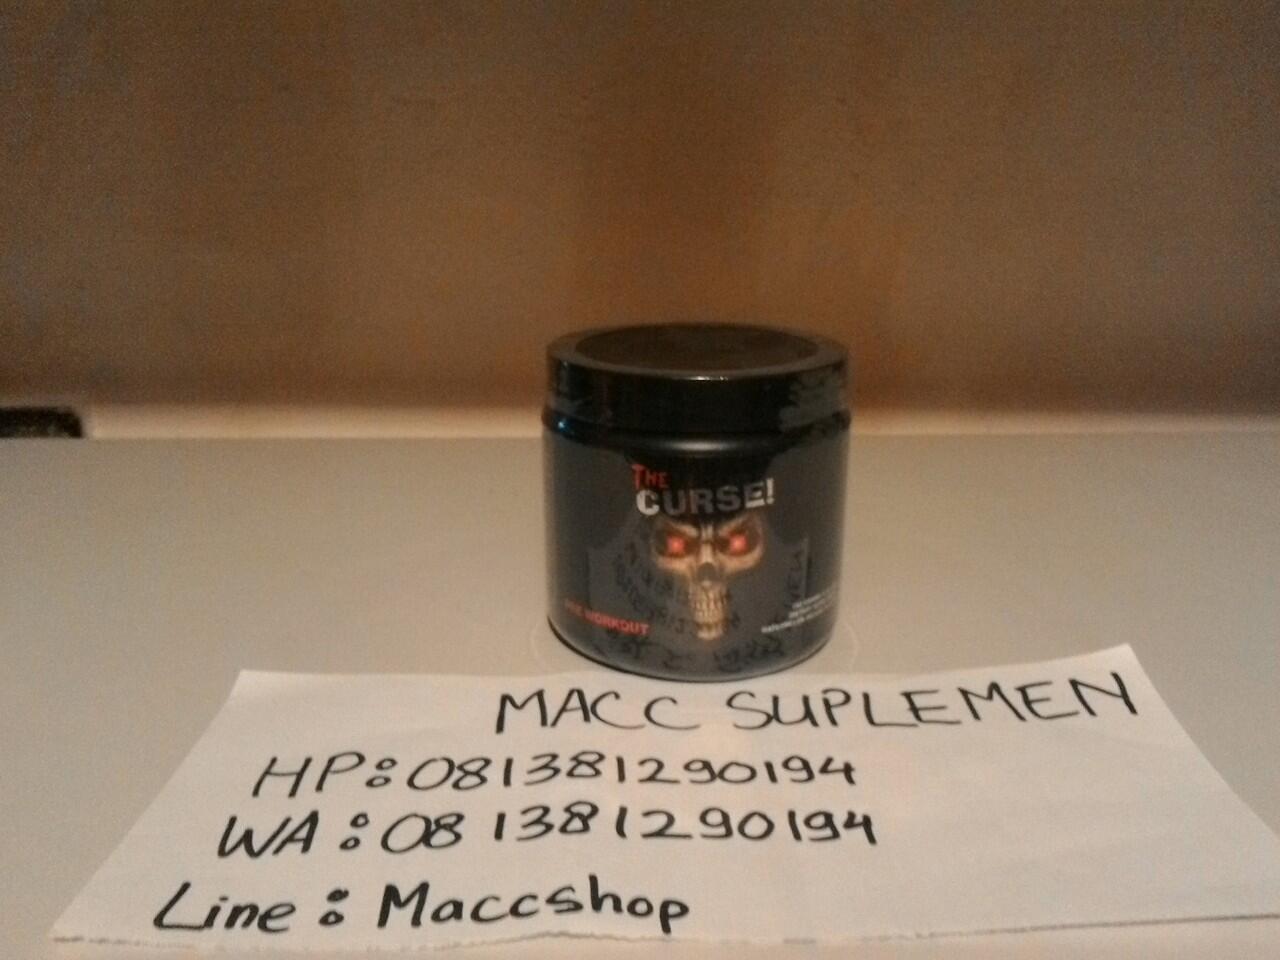 THE
CURSE!
PRE WORKOUT
MACC SUPLEMEN
HP: 081381290194
WA: 081381290194
Line: Maccshop